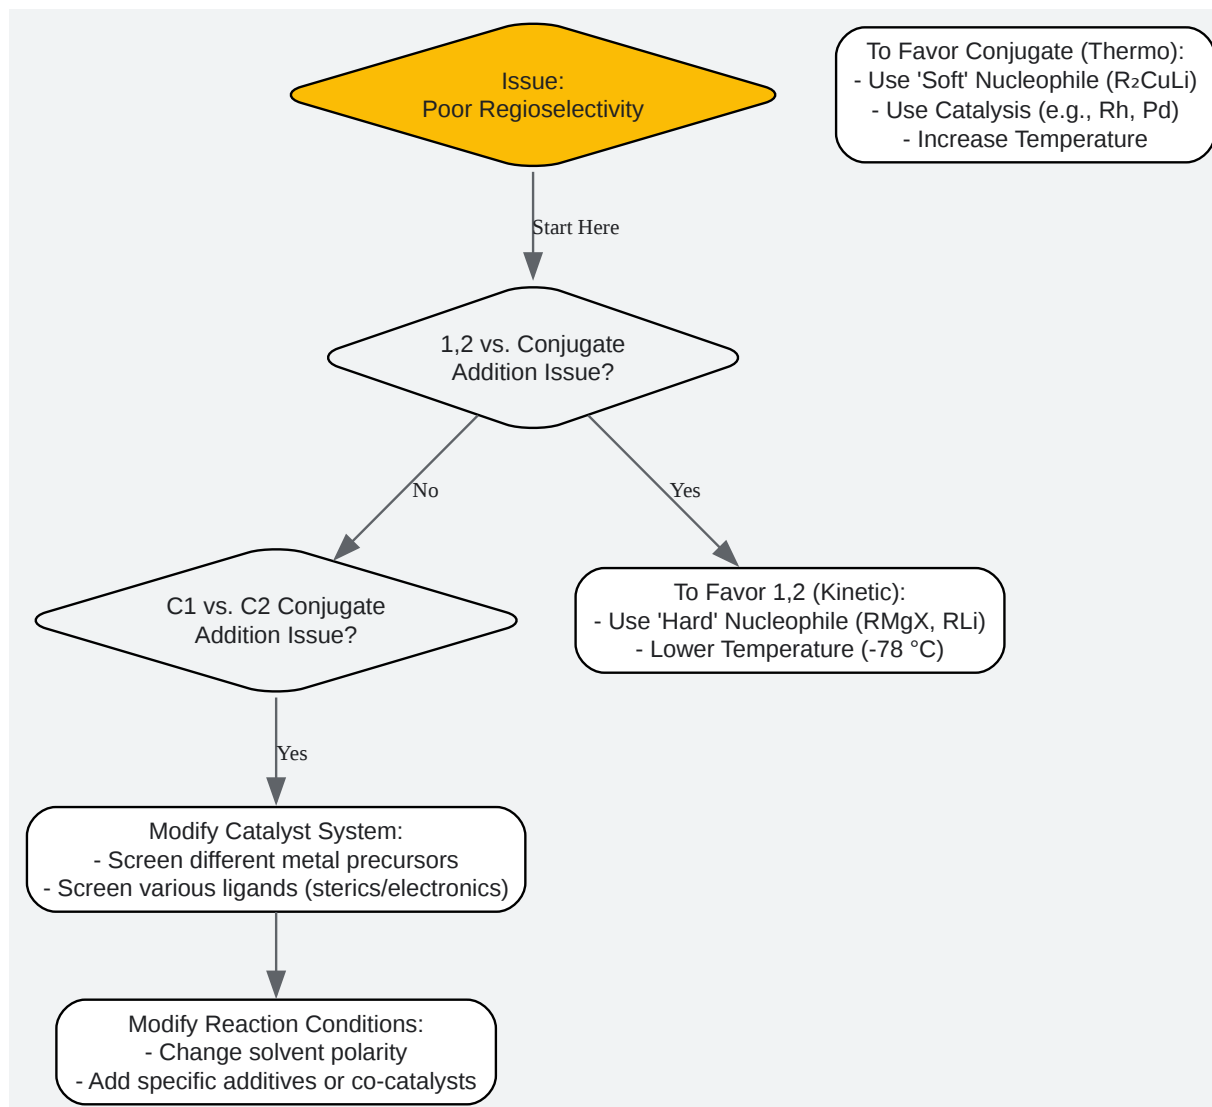 Issue:
Poor Regioselectivity
To Favor Conjugate (Thermo):
- Use 'Soft' Nucleophile (R₂CuLi)
- Use Catalysis (e.g., Rh, Pd)
- Increase Temperature
Start Here
1,2 vs. Conjugate
Addition Issue?
No
Yes
C1 vs. C2 Conjugate
Addition Issue?
To Favor 1,2 (Kinetic):
- Use 'Hard' Nucleophile (RMgX, RLi)
- Lower Temperature (-78 °C)
Yes
Modify Catalyst System:
- Screen different metal precursors
- Screen various ligands (sterics/electronics)
Modify Reaction Conditions:
- Change solvent polarity
- Add specific additives or co-catalysts